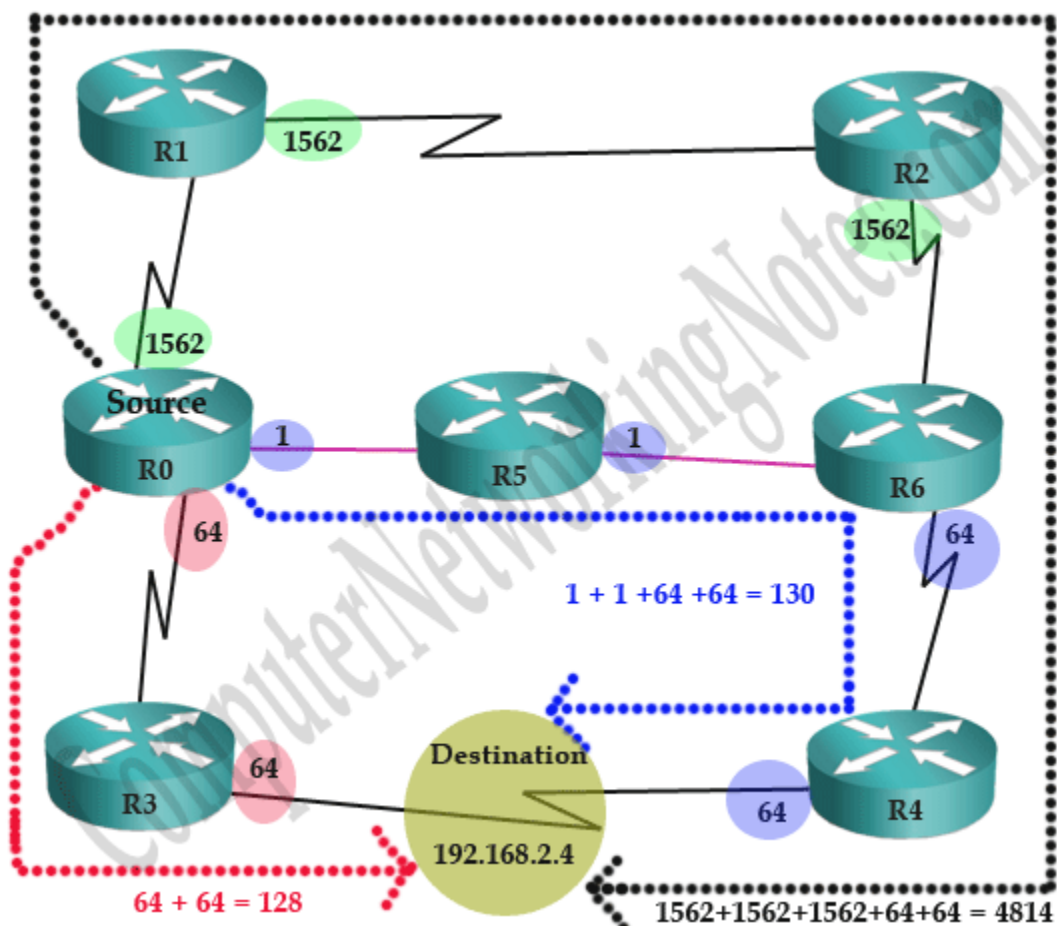 R1
1562
R2
1562
1562
Source
R0
1
R5
1
R6
64
64
1 + 1 +64 +64 = 130
R3
64
Destination
192.168.2.4
64
R4
64 + 64 = 128
1562+1562+1562+64+64 = 4814
ComputerNetworkingNotes.com